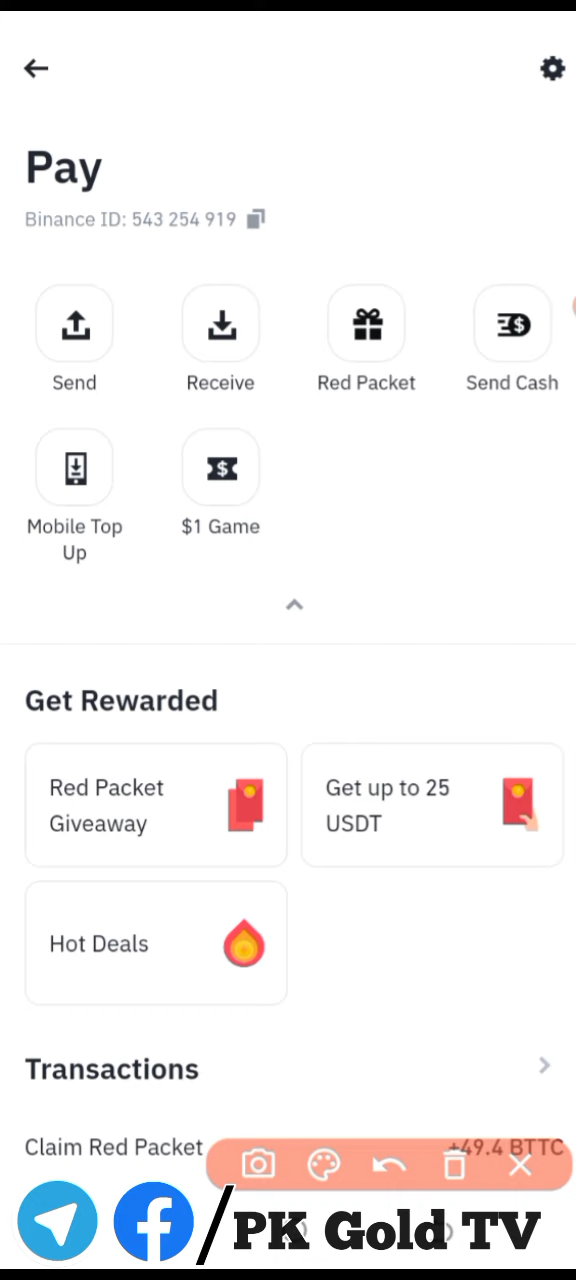 Pay
Binance ID: 543 254 919
Send
Receive
Red Packet
Send Cash
Mobile Top
Up
$1 Game
Get Rewarded
Red Packet
Giveaway
Get up to 25
USDT
Hot Deals
Transactions
Claim Red Packet
+49.4 BTTC
/PK Gold TV